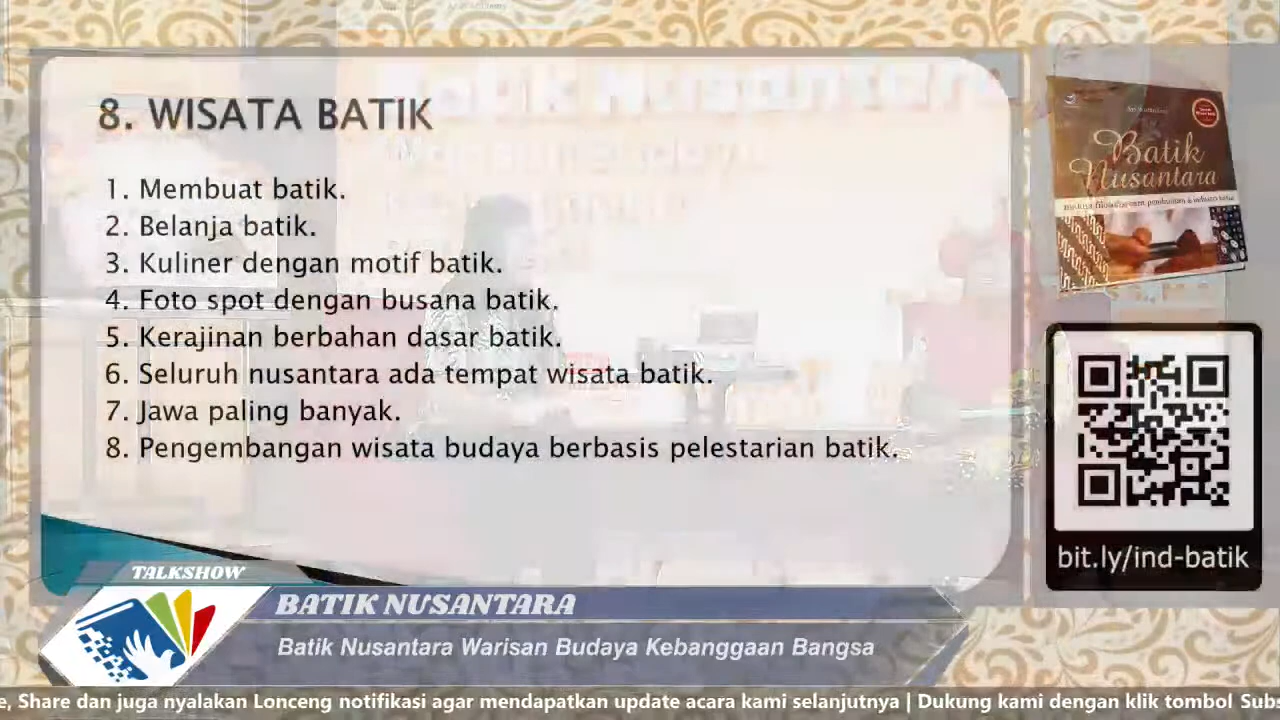 8. WISATA BATIK
1. Membuat batik.
2. Belanja batik.
3. Kuliner dengan motif batik.
4. Foto spot dengan busana batik.
5. Kerajinan berbahan dasar batik.
6. Seluruh nusantara ada tempat wisata batik.
7. Jawa paling banyak.
8. Pengembangan wisata budaya berbasis pelestarian batik.
Batik Nusantara
Batik
Nusantara
bit.ly/ind-batik
TALKSHOW
BATIK NUSANTARA
Batik Nusantara Warisan Budaya Kebanggaan Bangsa
e, Share dan juga nyalakan Lonceng notifikasi agar mendapatkan update acara kami selanjutnya | Dukung kami dengan klik tombol Subs